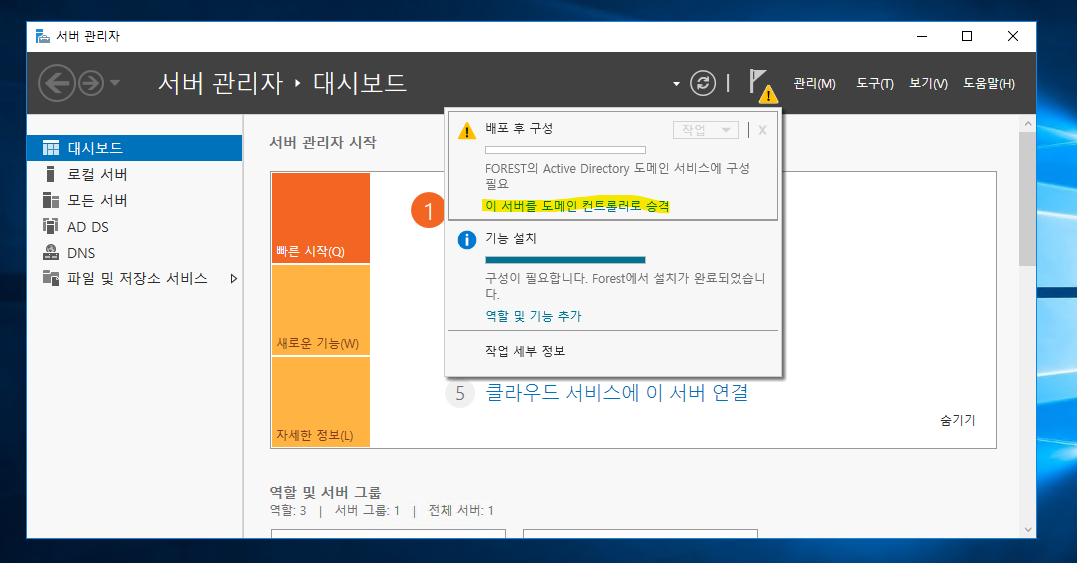 서버 관리자
서버 관리자 ‣ 대시보드
관리(M) 도구(T) 보기(V) 도움말(H)
대시보드
로컬 서버
모든 서버
AD DS
DNS
파일 및 저장소 서비스
서버 관리자 시작
빠른 시작(Q)
새로운 기능(W)
자세한 정보(L)
1
배포 후 구성
작업
X
FOREST의 Active Directory 도메인 서비스에 구성
필요
이 서버를 도메인 컨트롤러로 승격
기능 설치
구성이 필요합니다. Forest에서 설치가 완료되었습니
다.
역할 및 기능 추가
작업 세부 정보
5 클라우드 서비스에 이 서버 연결
숨기기
역할 및 서버 그룹
역할: 3 | 서버 그룹: 1 | 전체 서버: 1